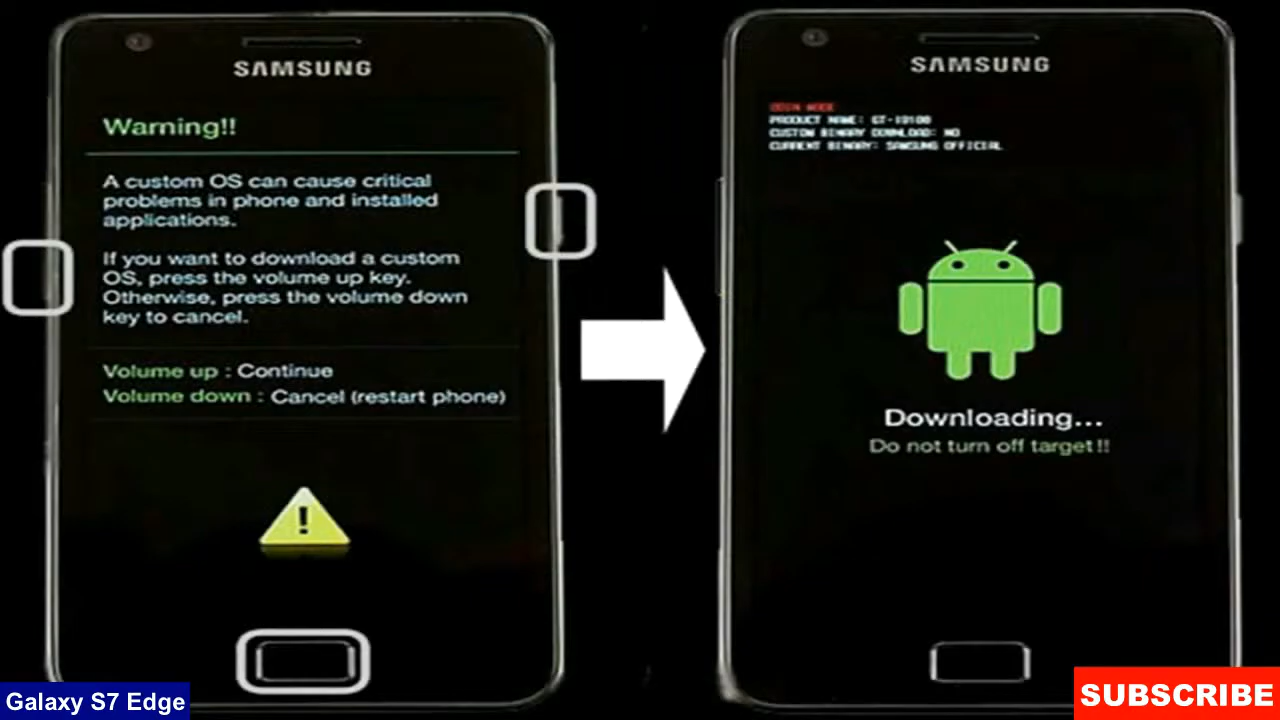 SAMSUNG
Warning!!
A custom OS can cause critical
problems in phone and installed
applications.
If you want to download a custom
OS, press the volume up key.
Otherwise, press the volume down
key to cancel.
Volume up : Continue
Volume down : Cancel (restart phone)
SAMSUNG
ODIN MODE
PRODUCT NAME: GT-I9100
CUSTOM BINARY DOWNLOAD: NO
CURRENT BINARY: SAMSUNG OFFICIAL
Downloading...
Do not turn off target!!
Galaxy S7 Edge
SUBSCRIBE